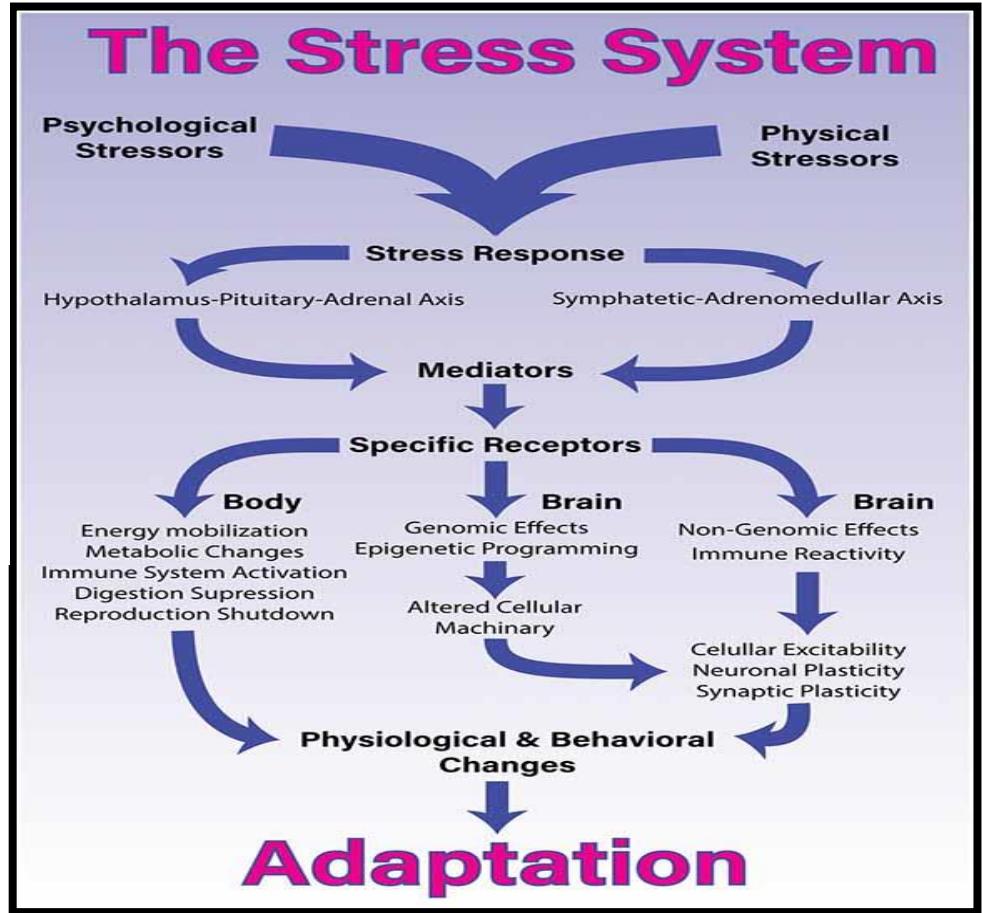 The Stress System
Psychological
Stressors
Physical
Stressors
Stress Response
Hypothalamus-Pituitary-Adrenal Axis
Symphatetic-Adrenomedullar Axis
Mediators
Specific Receptors
Body
Energy mobilization
Metabolic Changes
Immune System Activation
Digestion Supression
Reproduction Shutdown
Brain
Genomic Effects
Epigenetic Programming
Altered Cellular
Machinary
Brain
Non-Genomic Effects
Immune Reactivity
Celullar Excitability
Neuronal Plasticity
Synaptic Plasticity
Physiological & Behavioral
Changes
Adaptation